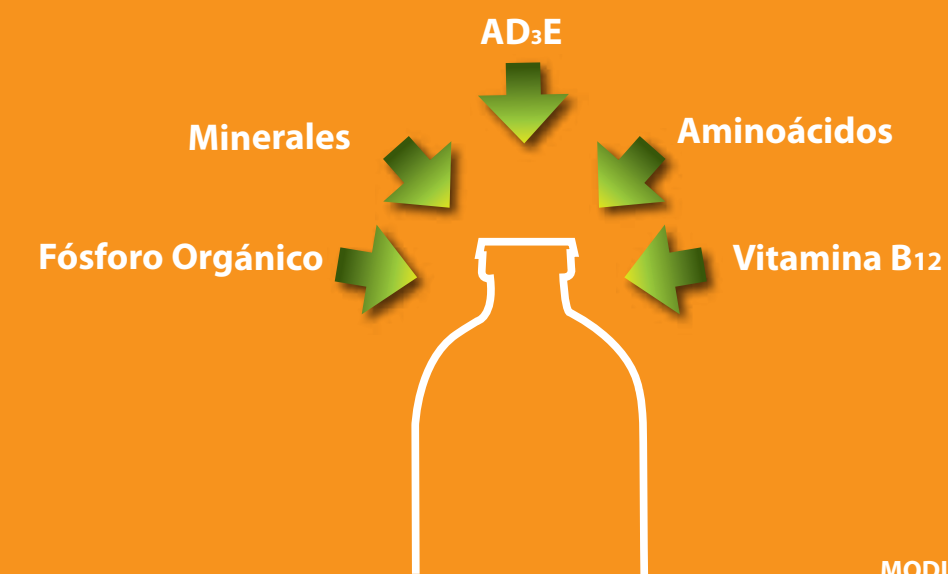 AD₃E
Minerales
Aminoácidos
Fósforo Orgánico
Vitamina B12